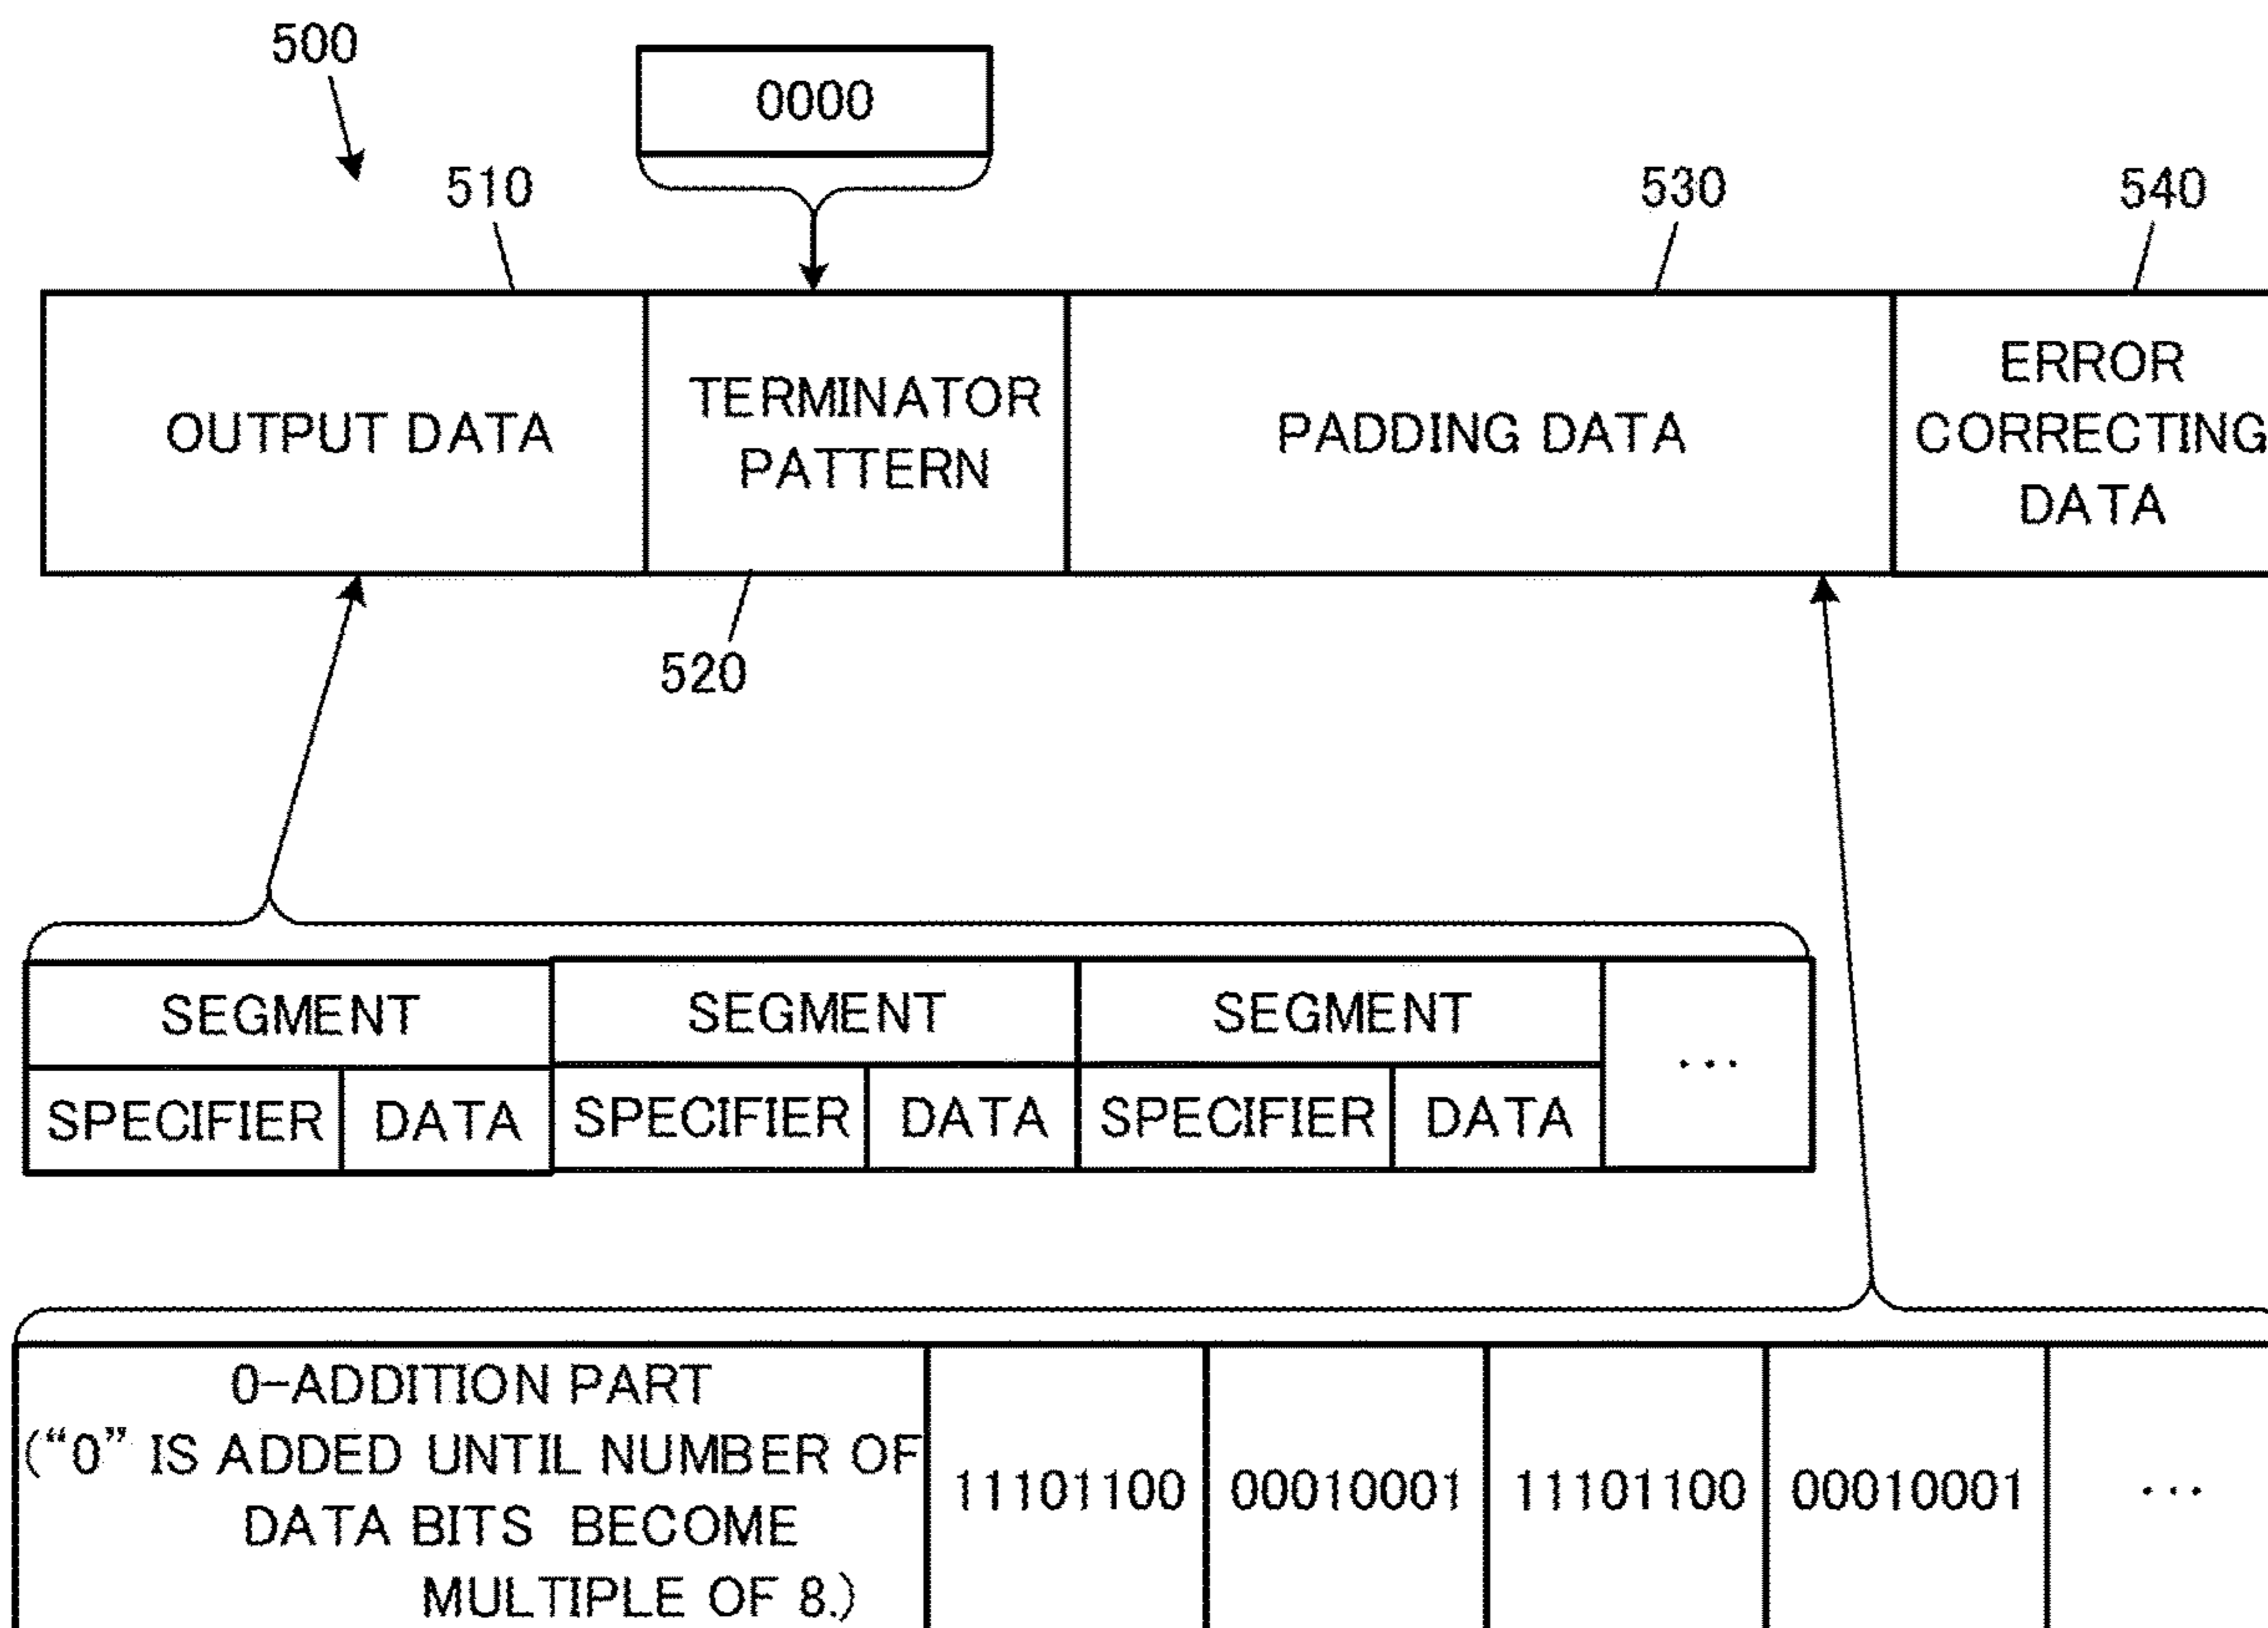 500
0000
510
530
540
OUTPUT DATA
TERMINATOR
PATTERN
PADDING DATA
ERROR
CORRECTING
DATA
520
SEGMENT
SEGMENT
SEGMENT
...
SPECIFIER
DATA
SPECIFIER
DATA
SPECIFIER
DATA
0-ADDITION PART
(“0” IS ADDED UNTIL NUMBER OF
DATA BITS BECOME
MULTIPLE OF 8.)
11101100
00010001
11101100
00010001
...